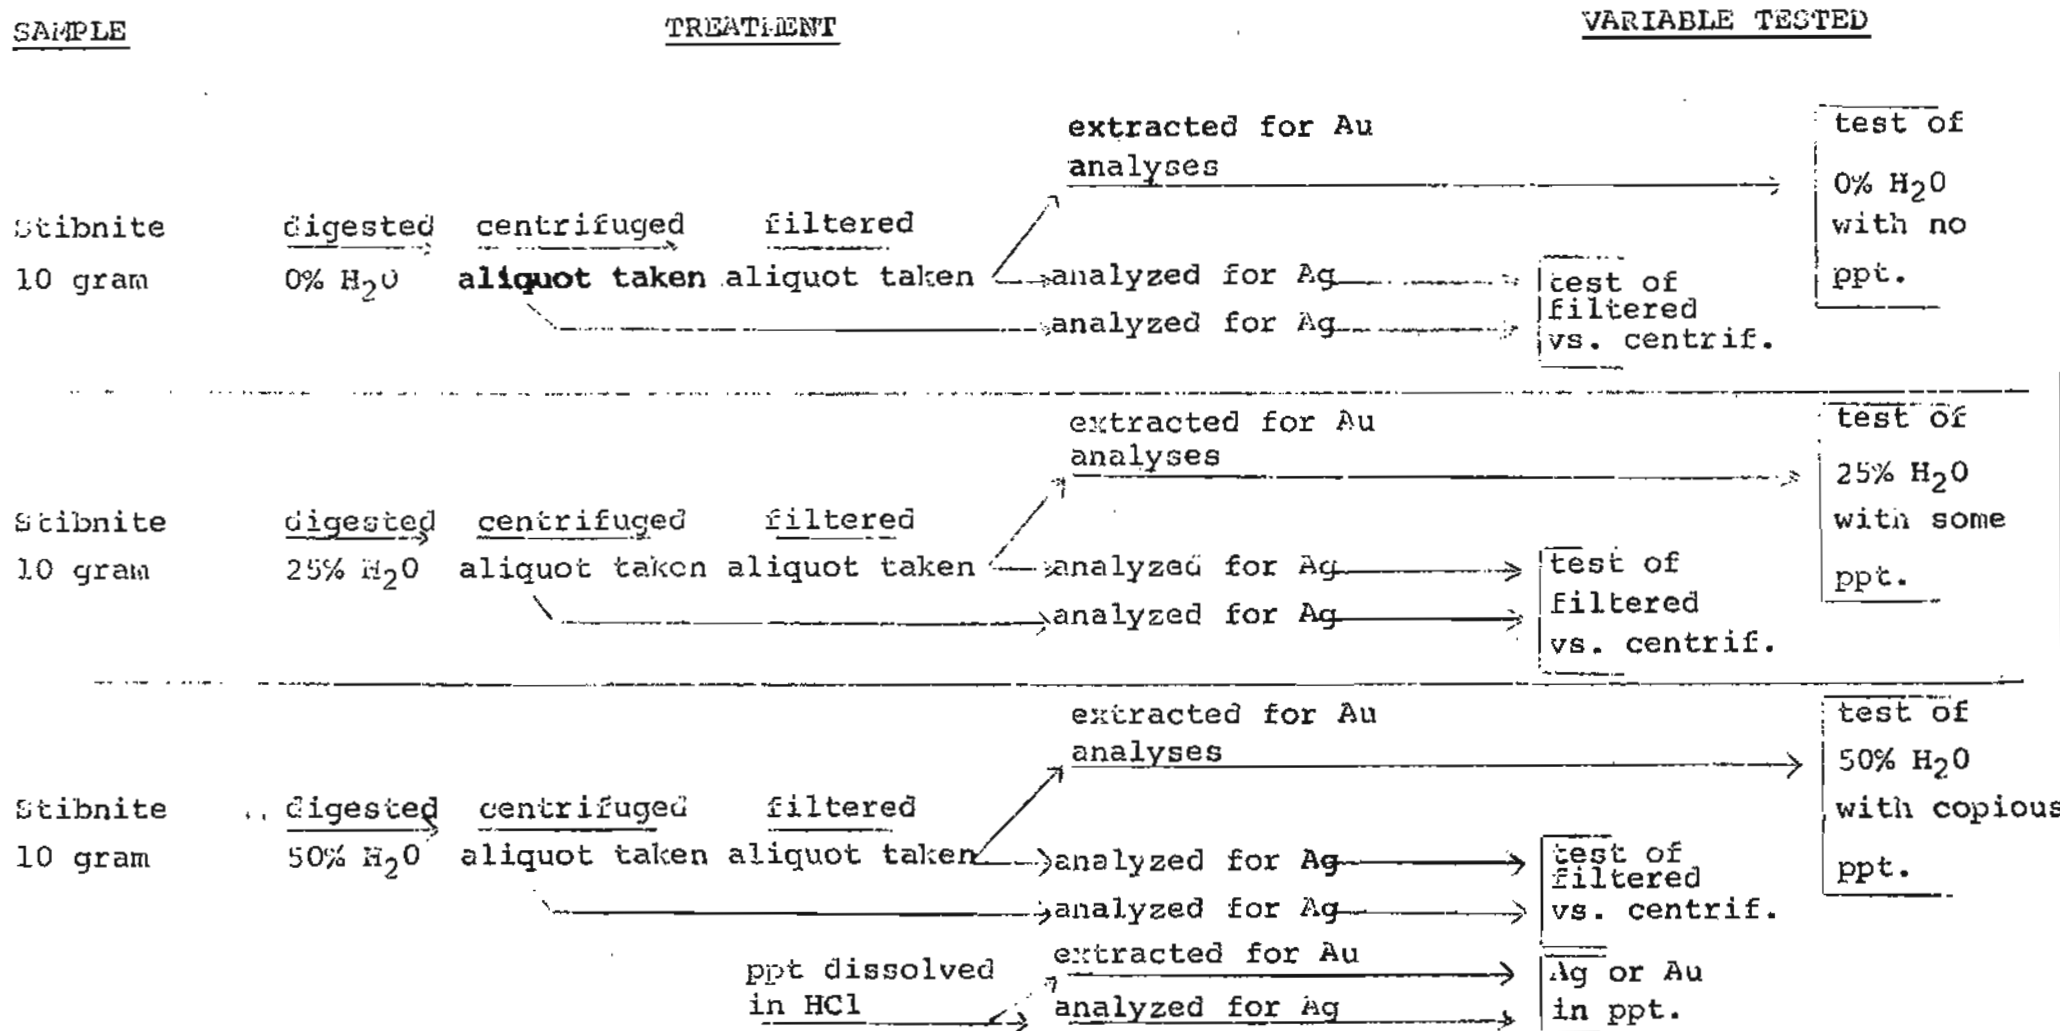 SAMPLE TREATMENT VARIABLE TESTED
extracted for Au
analyses
test of
0% H2O
with no
ppt.
Stibnite digested centrifuged filtered
10 gram 0% H2O aliquot taken aliquot taken analyzed for Ag
analyzed for Ag
test of
filtered
vs. centrif.
extracted for Au
analyses
test of
25% H2O
with some
ppt.
Stibnite digested centrifuged filtered
10 gram 25% H2O aliquot taken aliquot taken analyzed for Ag
analyzed for Ag
test of
filtered
vs. centrif.
extracted for Au
analyses
test of
50% H2O
with copious
ppt.
Stibnite digested centrifuged filtered
10 gram 50% H2O aliquot taken aliquot taken analyzed for Ag
analyzed for Ag
test of
filtered
vs. centrif.
ppt dissolved
in HCl
extracted for Au
analyzed for Ag
Ag or Au
in ppt.